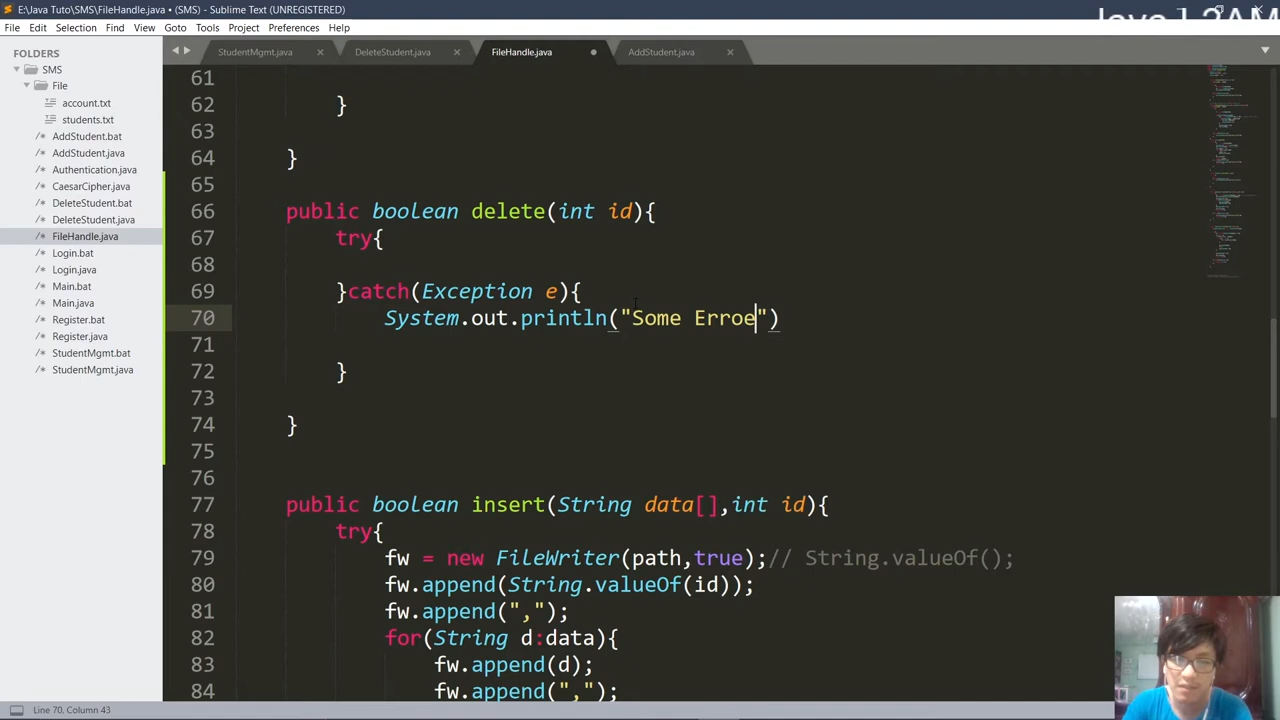 E:\Java Tuto\SMS\FileHandle.java • (SMS) - Sublime Text (UNREGISTERED)
File Edit Selection Find View Goto Tools Project Preferences Help
FOLDERS
SMS
File
account.txt
students.txt
AddStudent.bat
AddStudent.java
Authentication.java
CaesarCipher.java
DeleteStudent.bat
DeleteStudent.java
FileHandle.java
Login.bat
Login.java
Main.bat
Main.java
Register.bat
Register.java
StudentMgmt.bat
StudentMgmt.java
StudentMgmt.java DeleteStudent.java FileHandle.java AddStudent.java
61
62 }
63
64 }
65
66 public boolean delete(int id){
67 try{
68
69 }catch(Exception e){
70 System.out.println("Some Erroe")
71
72 }
73
74 }
75
76
77 public boolean insert(String data[],int id){
78 try{
79 fw = new FileWriter(path,true);// String.valueOf();
80 fw.append(String.valueOf(id));
81 fw.append(",");
82 for(String d:data){
83 fw.append(d);
84 fw.append(",");
Line 70, Column 43